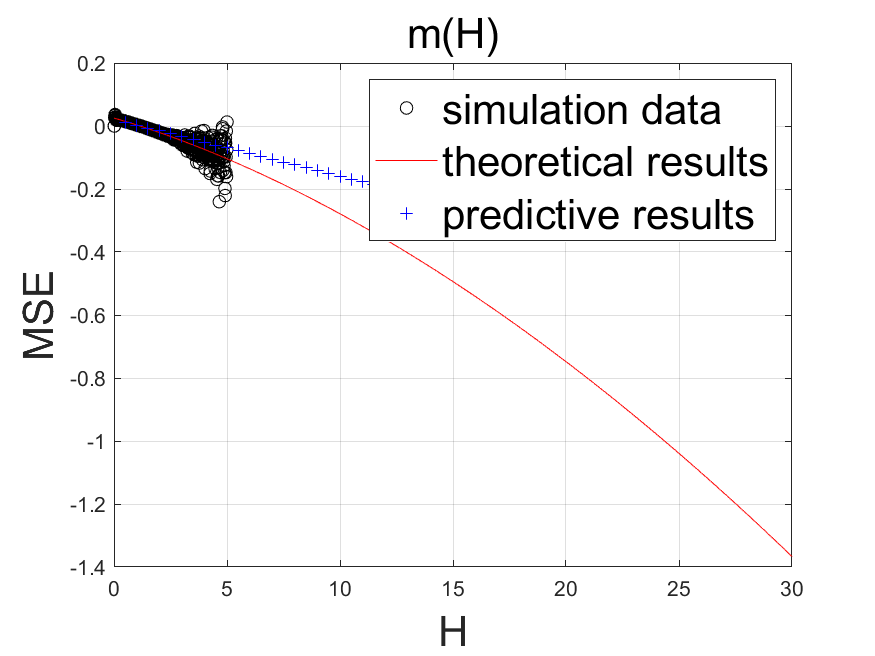 m(H)
simulation data
theoretical results
predictive results
MSE
0.2
0
-0.2
-0.4
-0.6
-0.8
-1
-1.2
-1.4
0 5 10 15 20 25 30
H